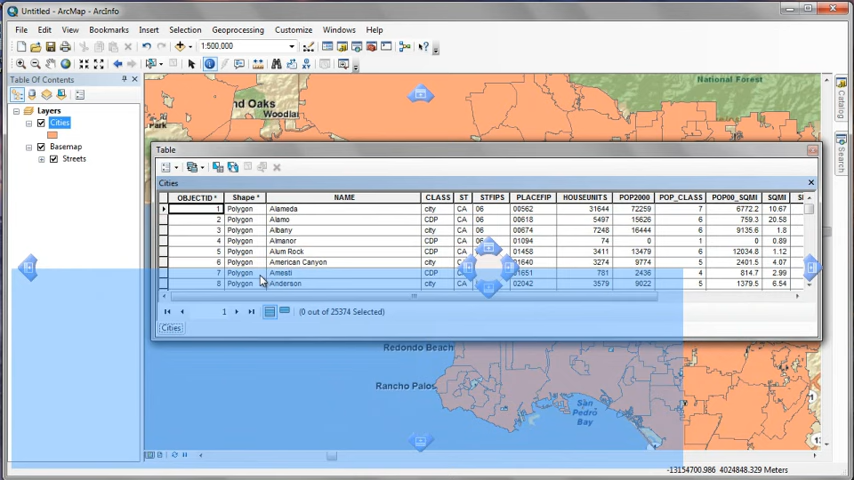 Untitled - ArcMap - ArcInfo
File Edit View Bookmarks Insert Selection Geoprocessing Customize Windows Help
1:500,000
Table Of Contents
Layers
Cities
Basemap
Streets
Catalog
Search
National Forest
nd Oaks
Woodlar
Park
Table
Cities
OBJECTID * Shape * NAME CLASS ST STFIPS PLACEFIP HOUSEUNITS POP2000 POP_CLASS POP00_SQMI SQMI
1 Polygon Alameda city CA 06 00562 31644 72259 7 6772.2 10.67
2 Polygon Alamo CDP CA 06 00618 5497 15626 6 759.3 20.58
3 Polygon Albany city CA 06 00674 7248 16444 6 9135.6 1.8
4 Polygon Almanor CDP CA 06 01094 74 0 1 0 0.89
5 Polygon Alum Rock CDP CA 06 3411 13479 6 12034.8 1.12
6 Polygon American Canyon city CA 01640 3274 9774 5 2401.5 4.07
7 Polygon Amesti CDP 01651 781 2436 4 814.7 2.99
8 Polygon Anderson city CA 02042 3579 9022 5 1379.5 6.54
1 (0 out of 25374 Selected)
Cities
Redondo Beach
Rancho Palos
San
Pedro
Bay
-13154700.986 4024848.329 Meters